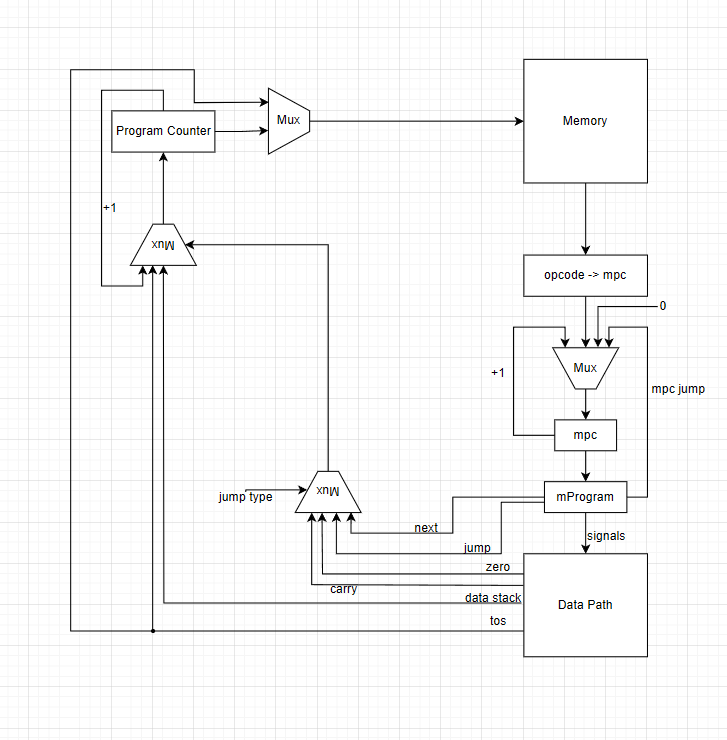 Program Counter
Mux
Memory
+1
Mux
opcode -> mpc
0
Mux
+1
mpc jump
mpc
jump type
Mux
mProgram
next
signals
jump
zero
carry
data stack
Data Path
tos